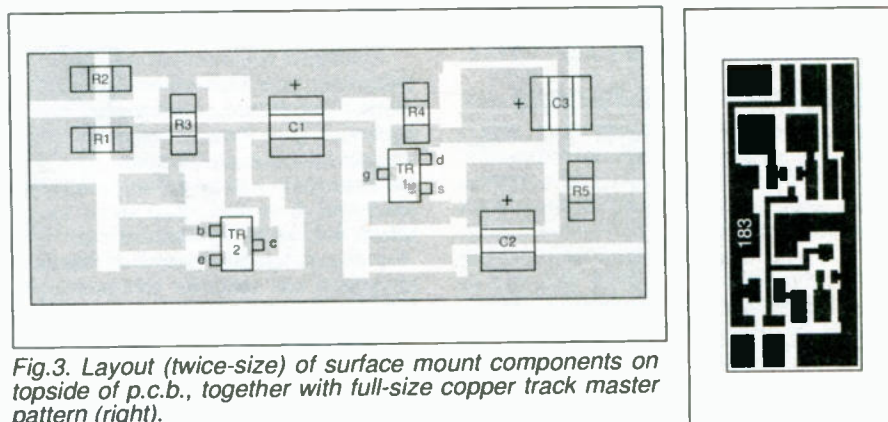 R2
+
+
R3
C1
R4
C3
R1
TR
1
d
g
s
R5
+
b
TR
2
c
e
C2
183
Fig.3. Layout (twice-size) of surface mount components on
topside of p.c.b., together with full-size copper track master
pattern (right).